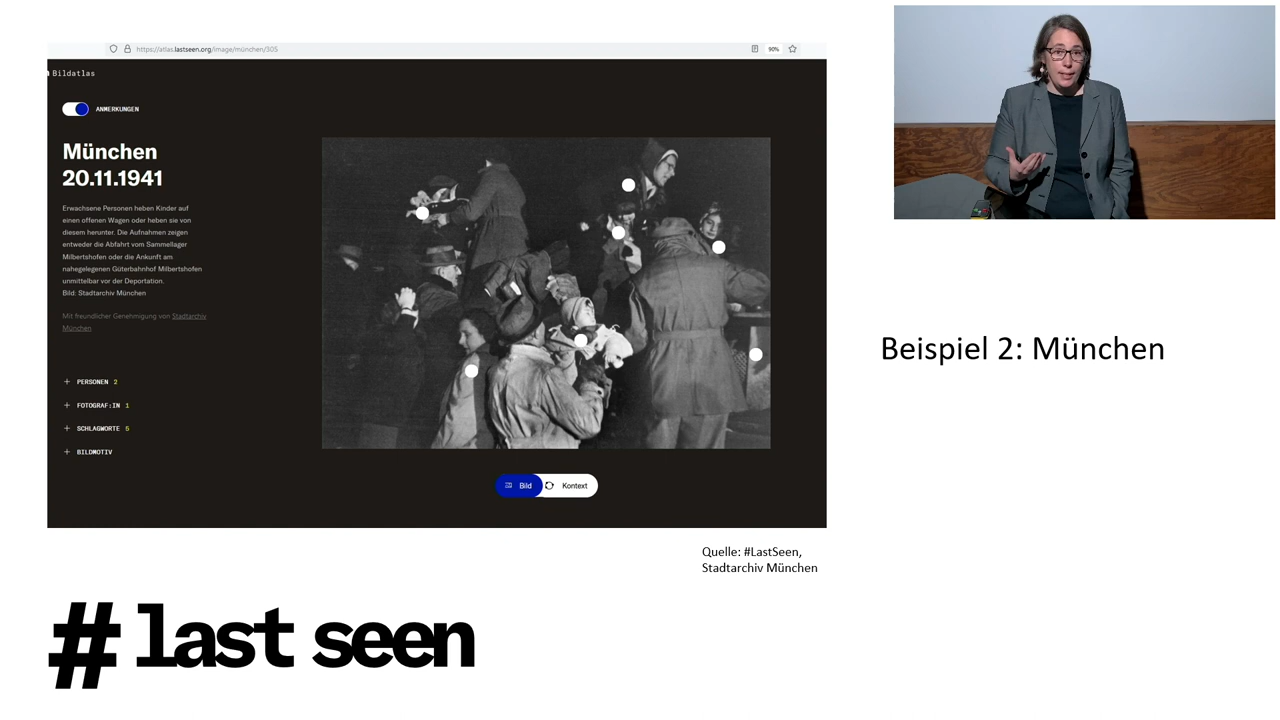 https://atlas.lastseen.org/image/münchen/305
90%
Bildatlas
ANMERKUNGEN
München
20.11.1941
Erwachsene Personen heben Kinder auf
einen offenen Wagen oder heben sie von
diesem herunter. Die Aufnahmen zeigen
entweder die Abfahrt vom Sammellager
Milbertshofen oder die Ankunft am
nahegelegenen Güterbahnhof Milbertshofen
unmittelbar vor der Deportation.
Bild: Stadtarchiv München
Mit freundlicher Genehmigung von Stadtarchiv
München
+ PERSONEN 2
+ FOTOGRAF:IN 1
+ SCHLAGWORTE 5
+ BILDMOTIV
Bild Kontext
Beispiel 2: München
Quelle: #LastSeen,
Stadtarchiv München
# last seen